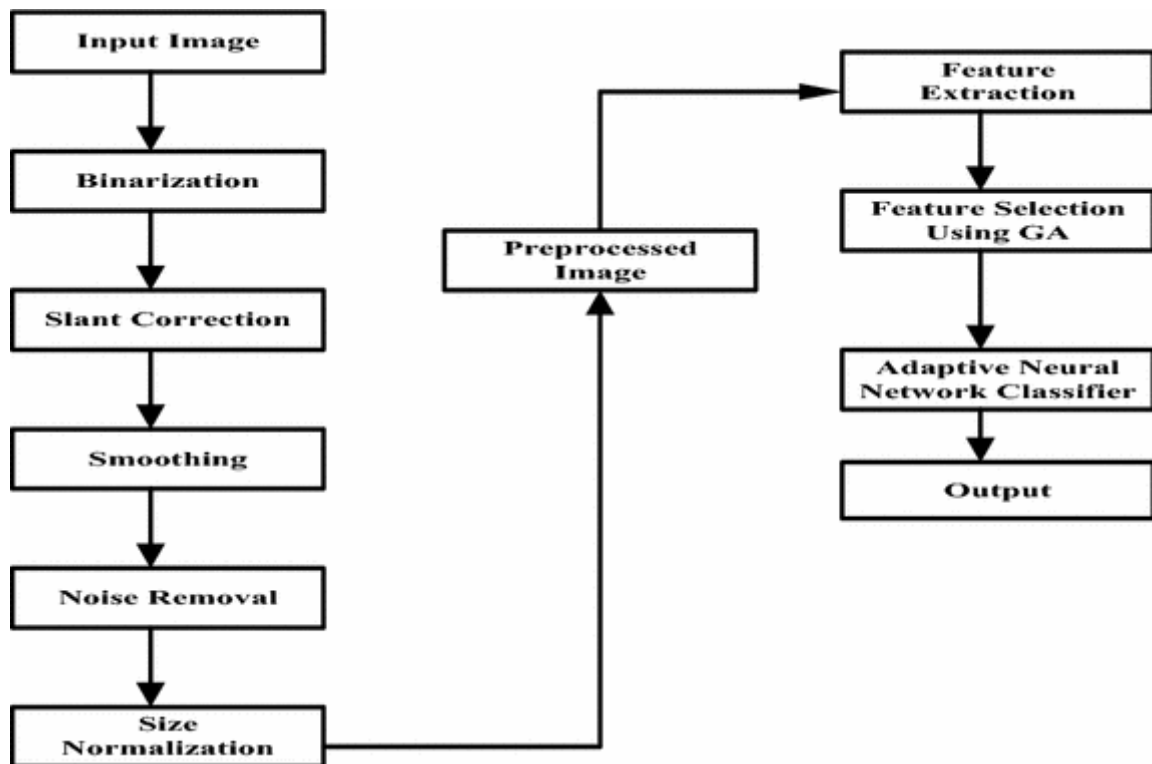 Input Image
Binarization
Slant Correction
Smoothing
Noise Removal
Size
Normalization
Preprocessed
Image
Feature
Extraction
Feature Selection
Using GA
Adaptive Neural
Network Classifier
Output